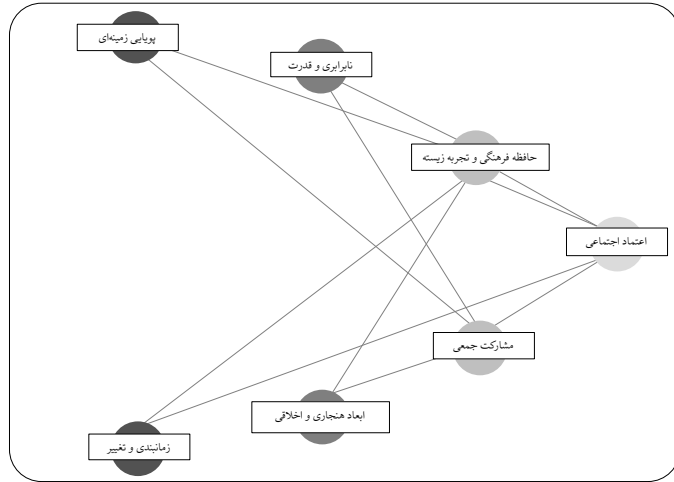 پویایی زمینه‌ای
نابرابری و قدرت
حافظه فرهنگی و تجربه زیسته
اعتماد اجتماعی
مشارکت جمعی
ابعاد هنجاری و اخلاقی
زمانبندی و تغییر